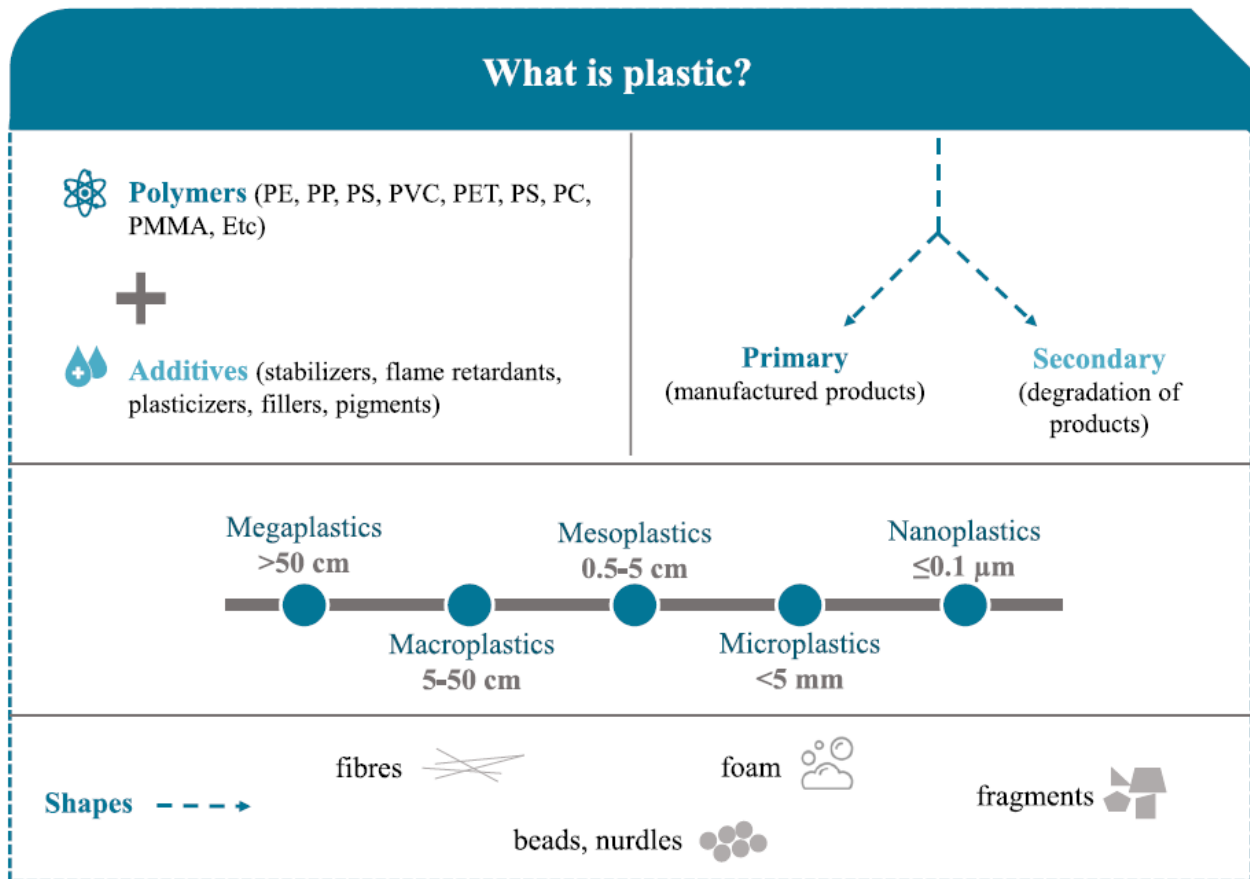 What is plastic?
Polymers (PE, PP, PS, PVC, PET, PS, PC,
PMMA, Etc)
Additives (stabilizers, flame retardants,
plasticizers, fillers, pigments)
Primary
(manufactured products)
Secondary
(degradation of
products)
Megaplastics
>50 cm
Macroplastics
5-50 cm
Mesoplastics
0.5-5 cm
Microplastics
<5 mm
Nanoplastics
≤0.1 µm
Shapes
fibres
beads, nurdles
foam
fragments